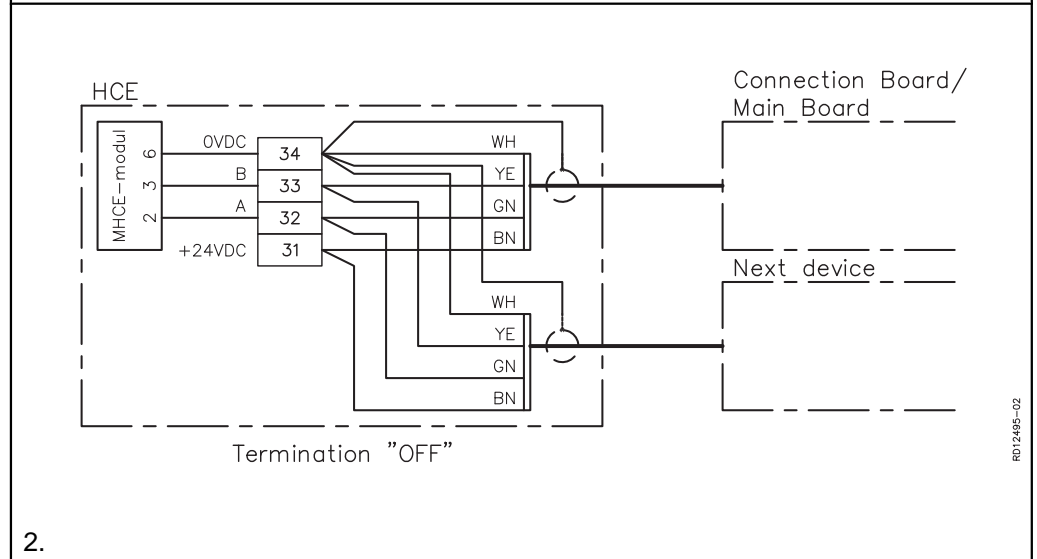 Connection Board/
Main Board
HCE
MHCE-modul
6
3
2
0VDC
B
A
+24VDC
34
33
32
31
WH
YE
GN
BN
Next device
WH
YE
GN
BN
Termination "OFF"
RD12495-02
2.